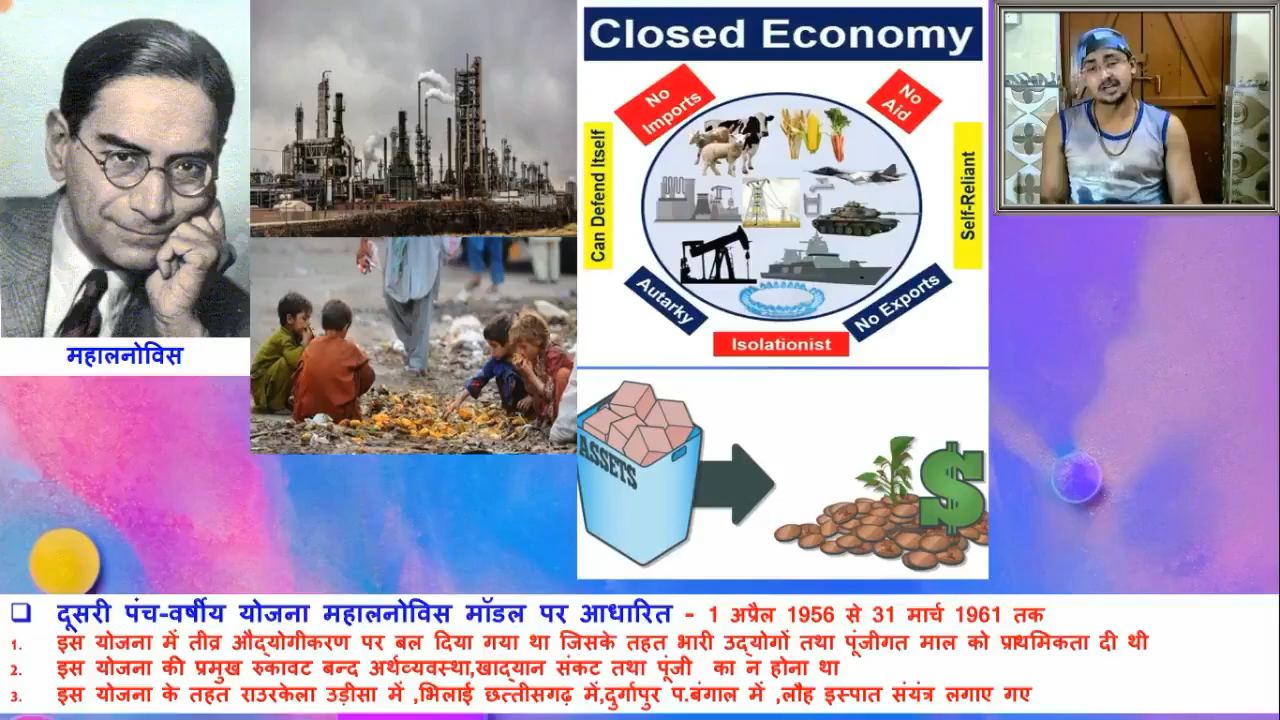 Closed Economy
No Imports
No Aid
Can Defend Itself
Self-Reliant
Autarky
No Exports
Isolationist
महालनोविस
ASSETS
$
❑ दूसरी पंच-वर्षीय योजना महालनोविस मॉडल पर आधारित - 1 अप्रैल 1956 से 31 मार्च 1961 तक
1. इस योजना में तीव्र औद्योगीकरण पर बल दिया गया था जिसके तहत भारी उद्योगों तथा पूंजीगत माल को प्राथमिकता दी थी
2. इस योजना की प्रमुख रुकावट बन्द अर्थव्यवस्था,खाद्यान संकट तथा पूंजी का न होना था
3. इस योजना के तहत राउरकेला उड़ीसा में ,भिलाई छत्तीसगढ़ में,दुर्गापुर प.बंगाल में ,लौह इस्पात संयंत्र लगाए गए